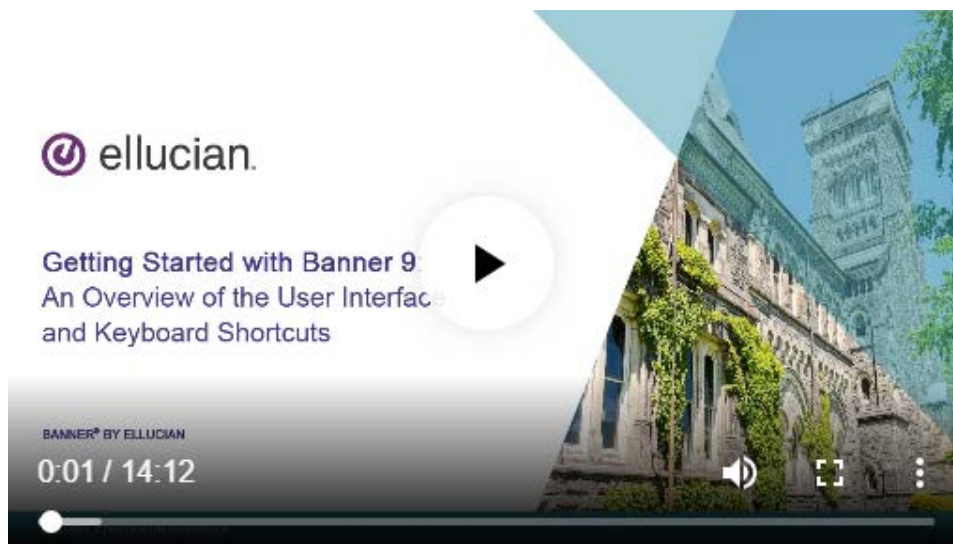 ellucian.
Getting Started with Banner 9:
An Overview of the User Interface
and Keyboard Shortcuts
BANNER® BY ELLUCIAN
0:01 / 14:12